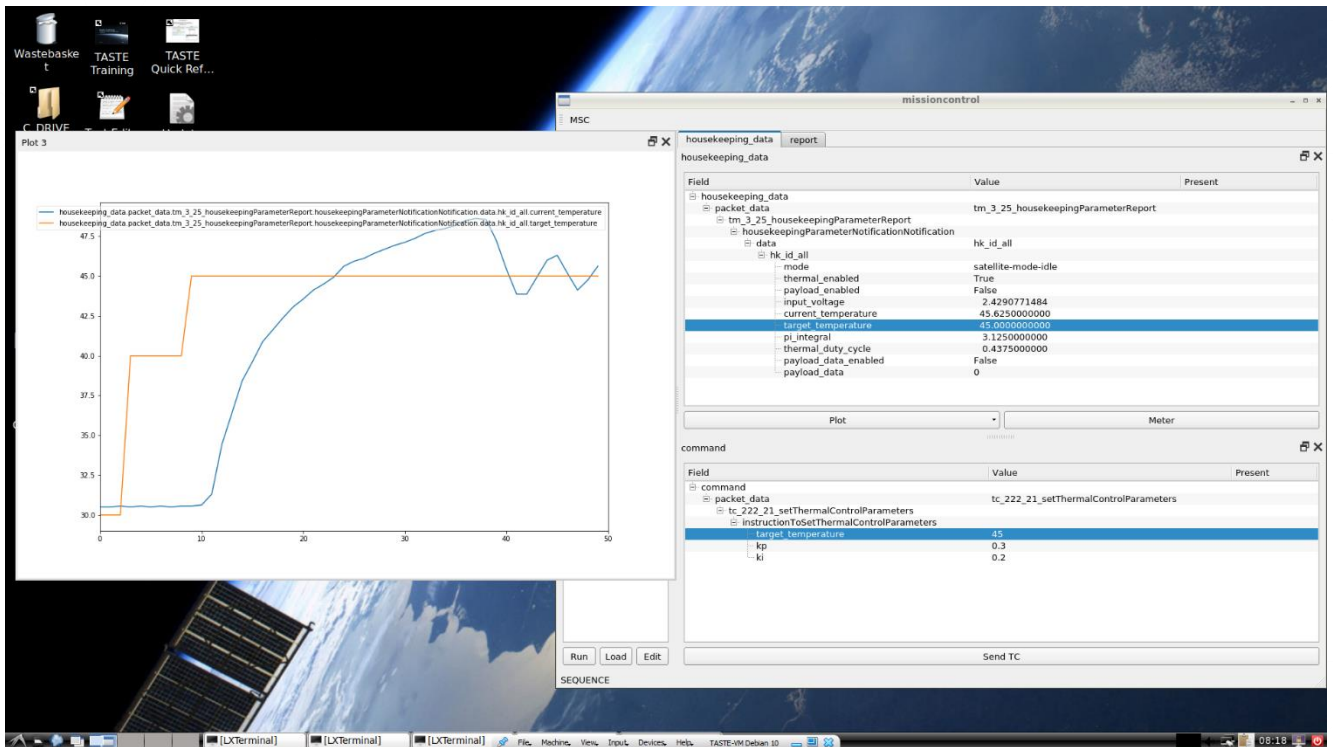 Wastebaske
t
TASTE
Training
TASTE
Quick Ref...
C_DRIVE
Plot 3
housekeeping_data.packet_data.tm_3_25_housekeepingParameterReport.housekeepingParameterNotificationNotification.data.hk_id_all.current_temperature
housekeeping_data.packet_data.tm_3_25_housekeepingParameterReport.housekeepingParameterNotificationNotification.data.hk_id_all.target_temperature
47.5
45.0
42.5
40.0
37.5
35.0
32.5
30.0
0 10 20 30 40 50
missioncontrol
MSC
housekeeping_data report
housekeeping_data
Field Value Present
housekeeping_data
packet_data tm_3_25_housekeepingParameterReport
tm_3_25_housekeepingParameterReport
housekeepingParameterNotificationNotification
data hk_id_all
hk_id_all
mode satellite-mode-idle
thermal_enabled True
payload_enabled False
input_voltage 2.4290771484
current_temperature 45.6250000000
target_temperature 45.0000000000
pi_integral 3.1250000000
thermal_duty_cycle 0.4375000000
payload_data_enabled False
payload_data 0
Plot Meter
command
Field Value Present
command
packet_data tc_222_21_setThermalControlParameters
tc_222_21_setThermalControlParameters
instructionToSetThermalControlParameters
target_temperature 45
kp 0.3
ki 0.2
Run Load Edit Send TC
SEQUENCE
[LXTerminal] [LXTerminal] [LXTerminal] File Machine View Input Devices Help TASTE-VM Debian 10 08:18